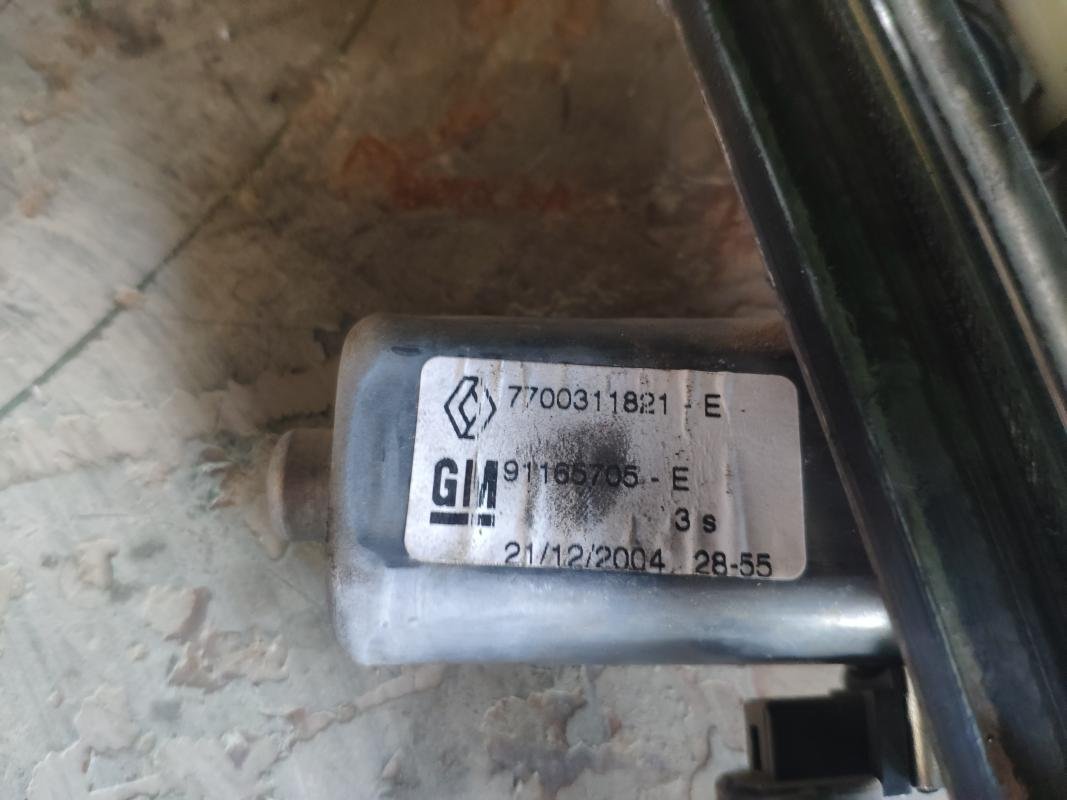 7700311821 - E
GM 91165705 - E
3 s
21/12/2004 28-55